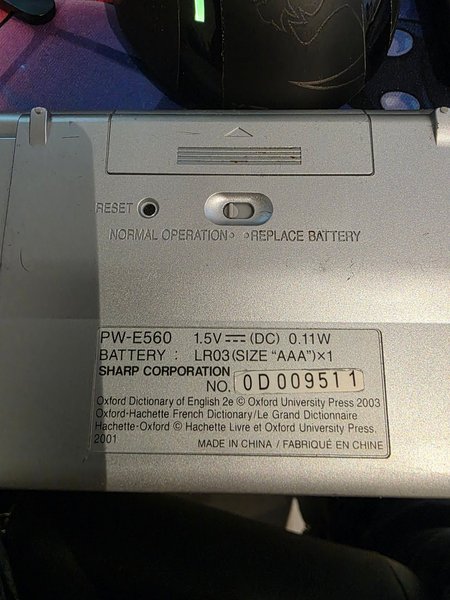 RESET
NORMAL OPERATION REPLACE BATTERY
PW-E560 1.5V ⎓ (DC) 0.11W
BATTERY : LR03(SIZE “AAA”)×1
SHARP CORPORATION
NO. 0D009511
Oxford Dictionary of English 2e © Oxford University Press 2003
Oxford-Hachette French Dictionary/Le Grand Dictionnaire
Hachette-Oxford © Hachette Livre et Oxford University Press.
2001
MADE IN CHINA / FABRIQUÉ EN CHINE